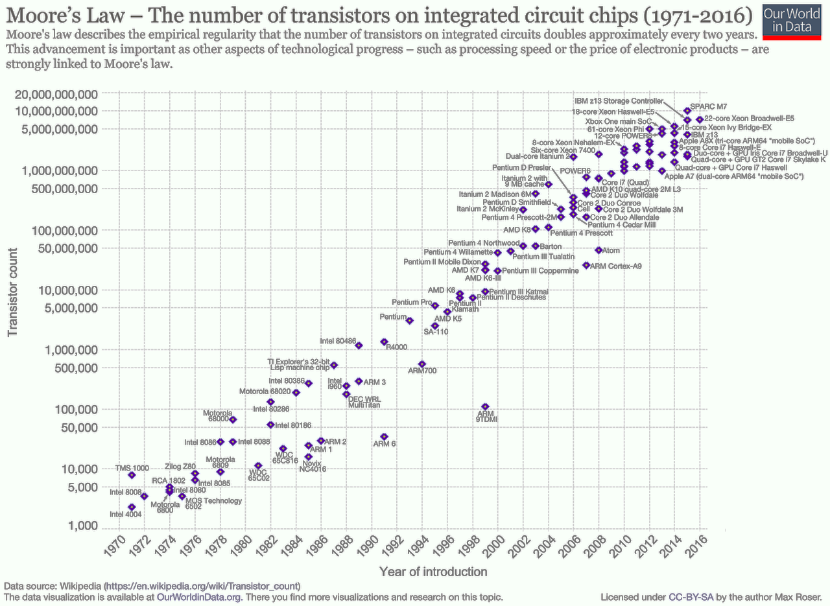 Moore's Law – The number of transistors on integrated circuit chips (1971-2016)
Our World
in Data
Moore's law describes the empirical regularity that the number of transistors on integrated circuits doubles approximately every two years.
This advancement is important as other aspects of technological progress – such as processing speed or the price of electronic products – are
strongly linked to Moore's law.
Transistor count
20,000,000,000
10,000,000,000
5,000,000,000
1,000,000,000
500,000,000
100,000,000
50,000,000
10,000,000
5,000,000
1,000,000
500,000
100,000
50,000
10,000
5,000
1,000
IBM z13 Storage Controller
SPARC M7
18-core Xeon Haswell-E5
22-core Xeon Broadwell-E5
Xbox One main SoC
15-core Xeon Ivy Bridge-EX
61-core Xeon Phi
IBM z13
12-core POWER8
Apple A8X (tri-core ARM64 "mobile SoC")
8-core Xeon Nehalem-EX
8-core Core i7 Haswell-E
Six-core Xeon 7400
Duo-core + GPU Iris Core i7 Broadwell-U
Dual-core Itanium 2
Quad-core + GPU GT2 Core i7 Skylake K
Pentium D Presler
POWER6
Quad-core + GPU Core i7 Haswell
Itanium 2 with
9 MB cache
Apple A7 (dual-core ARM64 "mobile SoC")
Core i7 (Quad)
AMD K10 quad-core 2M L3
Itanium 2 Madison 6M
Core 2 Duo Wolfdale
Pentium D Smithfield
Core 2 Duo Conroe
Itanium 2 McKinley
Cell
Core 2 Duo Wolfdale 3M
Pentium 4 Prescott-2M
Core 2 Duo Allendale
Pentium 4 Cedar Mill
AMD K8
Pentium 4 Prescott
Pentium 4 Northwood
Barton
Atom
Pentium 4 Willamette
Pentium III Tualatin
Pentium II Mobile Dixon
ARM Cortex-A9
AMD K7
Pentium III Coppermine
AMD K6-III
AMD K6
Pentium III Katmai
Pentium Pro
Pentium II
Klamath
Pentium II Deschutes
Pentium
AMD K5
SA-110
Intel 80486
R4000
TI Explorer's 32-bit
Lisp machine chip
ARM700
Intel 80386
Intel
i960
ARM 3
Motorola 68020
DEC WRL
MultiTitan
Intel 80286
ARM
9TDMI
Motorola
68000
Intel 80186
Intel 8086
Intel 8088
ARM 2
ARM 6
ARM 1
WDC
65C816
Novix
NC4016
TMS 1000
Zilog Z80
Motorola
6809
WDC
65C02
RCA 1802
Intel 8085
Intel 8008
Intel 8080
Motorola
6800
MOS Technology
6502
Intel 4004
1970
1972
1974
1976
1978
1980
1982
1984
1986
1988
1990
1992
1994
1996
1998
2000
2002
2004
2006
2008
2010
2012
2014
2016
Year of introduction
Data source: Wikipedia (https://en.wikipedia.org/wiki/Transistor_count)
The data visualization is available at OurWorldinData.org. There you find more visualizations and research on this topic.
Licensed under CC-BY-SA by the author Max Roser.